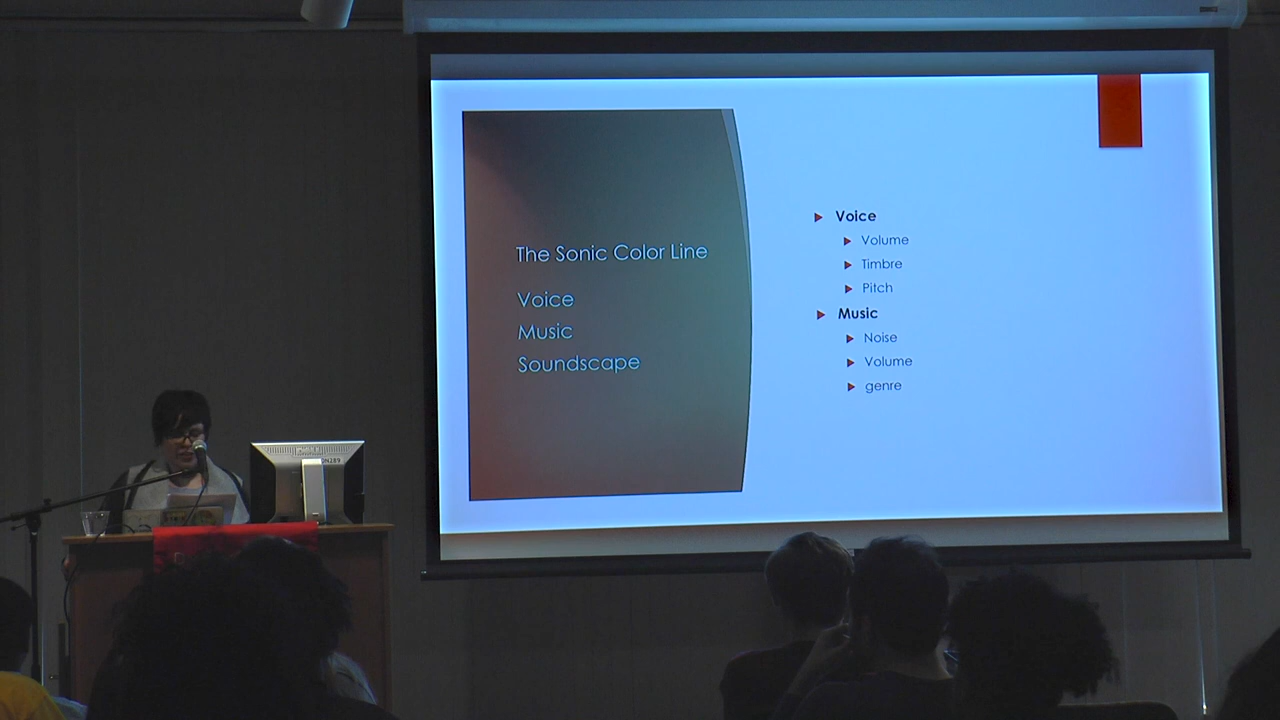 The Sonic Color Line
Voice
Music
Soundscape
Voice
Volume
Timbre
Pitch
Music
Noise
Volume
genre